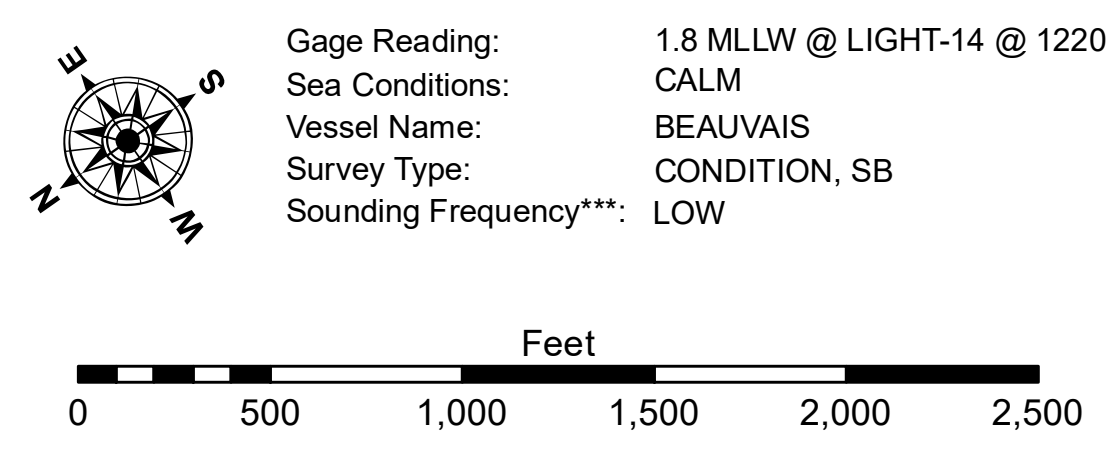 E
S
N
W
Gage Reading: 1.8 MLLW @ LIGHT-14 @ 1220
Sea Conditions: CALM
Vessel Name: BEAUVAIS
Survey Type: CONDITION, SB
Sounding Frequency***: LOW
Feet
0 500 1,000 1,500 2,000 2,500